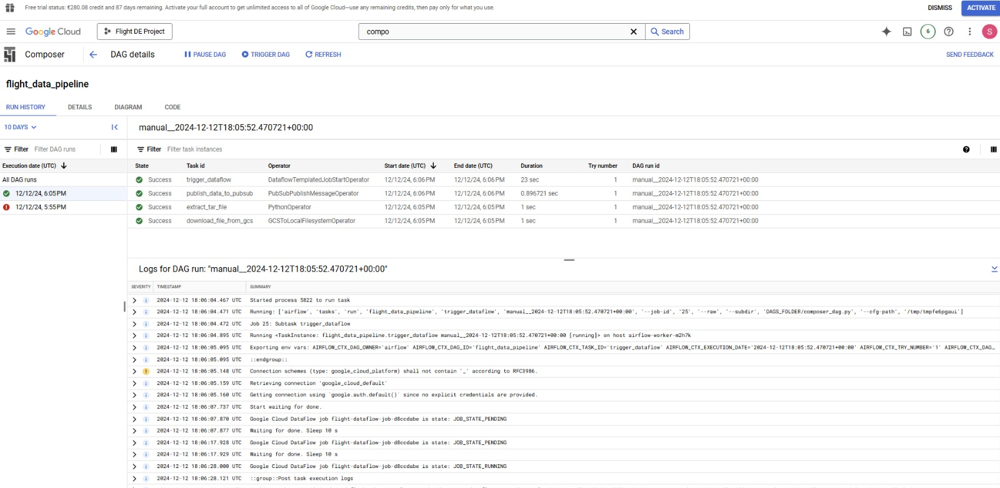 Free trial status: €280.08 credit and 87 days remaining. Activate your full account to get unlimited access to all of Google Cloud—use any remaining credits, then pay only for what you use.
DISMISS
ACTIVATE
Google Cloud
Flight DE Project
compo
Search
6
S
Composer
DAG details
PAUSE DAG
TRIGGER DAG
REFRESH
SEND FEEDBACK
flight_data_pipeline
RUN HISTORY DETAILS DIAGRAM CODE
10 DAYS
manual__2024-12-12T18:05:52.470721+00:00
Filter Filter DAG runs
Filter Filter task instances
Execution date (UTC)
All DAG runs
12/12/24, 6:05 PM
12/12/24, 5:55 PM
State Task id Operator Start date (UTC) End date (UTC) Duration Try number DAG run id
Success trigger_dataflow DataflowTemplatedJobStartOperator 12/12/24, 6:06 PM 12/12/24, 6:06 PM 23 sec 1 manual__2024-12-12T18:05:52.470721+00:00
Success publish_data_to_pubsub PubSubPublishMessageOperator 12/12/24, 6:06 PM 12/12/24, 6:06 PM 0.896721 sec 1 manual__2024-12-12T18:05:52.470721+00:00
Success extract_tar_file PythonOperator 12/12/24, 6:06 PM 12/12/24, 6:06 PM 1 sec 1 manual__2024-12-12T18:05:52.470721+00:00
Success download_file_from_gcs GCSToLocalFilesystemOperator 12/12/24, 6:05 PM 12/12/24, 6:06 PM 1 sec 1 manual__2024-12-12T18:05:52.470721+00:00
Logs for DAG run: "manual__2024-12-12T18:05:52.470721+00:00"
SEVERITY TIMESTAMP SUMMARY
2024-12-12 18:06:04.467 UTC Started process 5822 to run task
2024-12-12 18:06:04.471 UTC Running: ['airflow', 'tasks', 'run', 'flight_data_pipeline', 'trigger_dataflow', 'manual__2024-12-12T18:05:52.470721+00:00', '--job-id', '25', '--raw', '--subdir', 'DAGS_FOLDER/composer_dag.py', '--cfg-path', '/tmp/tmpfe6pgaui']
2024-12-12 18:06:04.472 UTC Job 25: Subtask trigger_dataflow
2024-12-12 18:06:04.895 UTC Running <TaskInstance: flight_data_pipeline.trigger_dataflow manual__2024-12-12T18:05:52.470721+00:00 [running]> on host airflow-worker-m2h7k
2024-12-12 18:06:05.095 UTC Exporting env vars: AIRFLOW_CTX_DAG_OWNER='airflow' AIRFLOW_CTX_DAG_ID='flight_data_pipeline' AIRFLOW_CTX_TASK_ID='trigger_dataflow' AIRFLOW_CTX_EXECUTION_DATE='2024-12-12T18:05:52.470721+00:00' AIRFLOW_CTX_TRY_NUMBER='1' AIRFLOW_CTX_DAG…
2024-12-12 18:06:05.095 UTC ::endgroup::
2024-12-12 18:06:05.148 UTC Connection schemes (type: google_cloud_platform) shall not contain '_' according to RFC3986.
2024-12-12 18:06:05.159 UTC Retrieving connection 'google_cloud_default'
2024-12-12 18:06:05.160 UTC Getting connection using `google.auth.default()` since no explicit credentials are provided.
2024-12-12 18:06:07.737 UTC Start waiting for done.
2024-12-12 18:06:07.870 UTC Google Cloud DataFlow job flight-dataflow-job-d8ccdabe is state: JOB_STATE_PENDING
2024-12-12 18:06:07.877 UTC Waiting for done. Sleep 10 s
2024-12-12 18:06:17.928 UTC Google Cloud DataFlow job flight-dataflow-job-d8ccdabe is state: JOB_STATE_PENDING
2024-12-12 18:06:17.929 UTC Waiting for done. Sleep 10 s
2024-12-12 18:06:28.000 UTC Google Cloud DataFlow job flight-dataflow-job-d8ccdabe is state: JOB_STATE_RUNNING
2024-12-12 18:06:28.121 UTC ::group::Post task execution logs